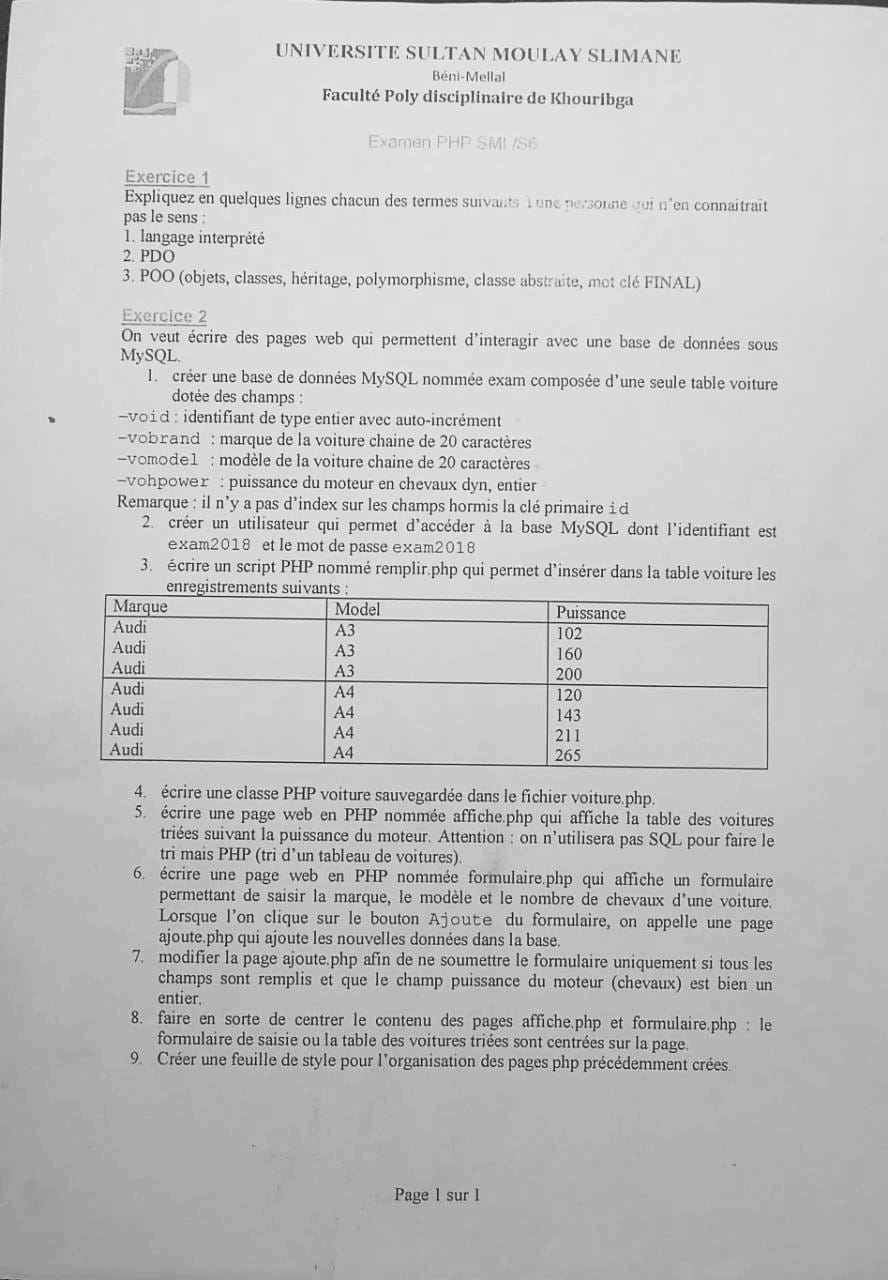 UNIVERSITE SULTAN MOULAY SLIMANE
Béni-Mellal
Faculté Poly disciplinaire de Khouribga
Examen PHP SMI /S6
Exercice 1
Expliquez en quelques lignes chacun des termes suivants à une personne qui n'en connaitrait
pas le sens :
1. langage interprété
2. PDO
3. POO (objets, classes, héritage, polymorphisme, classe abstraite, mot clé FINAL)
Exercice 2
On veut écrire des pages web qui permettent d'interagir avec une base de données sous
MySQL.
1. créer une base de données MySQL nommée exam composée d'une seule table voiture
dotée des champs :
–void : identifiant de type entier avec auto-incrément
–vobrand : marque de la voiture chaine de 20 caractères
–vomodel : modèle de la voiture chaine de 20 caractères
–vohpower : puissance du moteur en chevaux dyn, entier
Remarque : il n'y a pas d'index sur les champs hormis la clé primaire id
2. créer un utilisateur qui permet d'accéder à la base MySQL dont l'identifiant est
exam2018 et le mot de passe exam2018
3. écrire un script PHP nommé remplir.php qui permet d'insérer dans la table voiture les
enregistrements suivants :
Marque Model Puissance
Audi A3 102
Audi A3 160
Audi A3 200
Audi A4 120
Audi A4 143
Audi A4 211
Audi A4 265
4. écrire une classe PHP voiture sauvegardée dans le fichier voiture.php.
5. écrire une page web en PHP nommée affiche.php qui affiche la table des voitures
triées suivant la puissance du moteur. Attention : on n'utilisera pas SQL pour faire le
tri mais PHP (tri d'un tableau de voitures).
6. écrire une page web en PHP nommée formulaire.php qui affiche un formulaire
permettant de saisir la marque, le modèle et le nombre de chevaux d'une voiture.
Lorsque l'on clique sur le bouton Ajoute du formulaire, on appelle une page
ajoute.php qui ajoute les nouvelles données dans la base.
7. modifier la page ajoute.php afin de ne soumettre le formulaire uniquement si tous les
champs sont remplis et que le champ puissance du moteur (chevaux) est bien un
entier.
8. faire en sorte de centrer le contenu des pages affiche.php et formulaire.php : le
formulaire de saisie ou la table des voitures triées sont centrées sur la page.
9. Créer une feuille de style pour l'organisation des pages php précédemment crées.
Page 1 sur 1